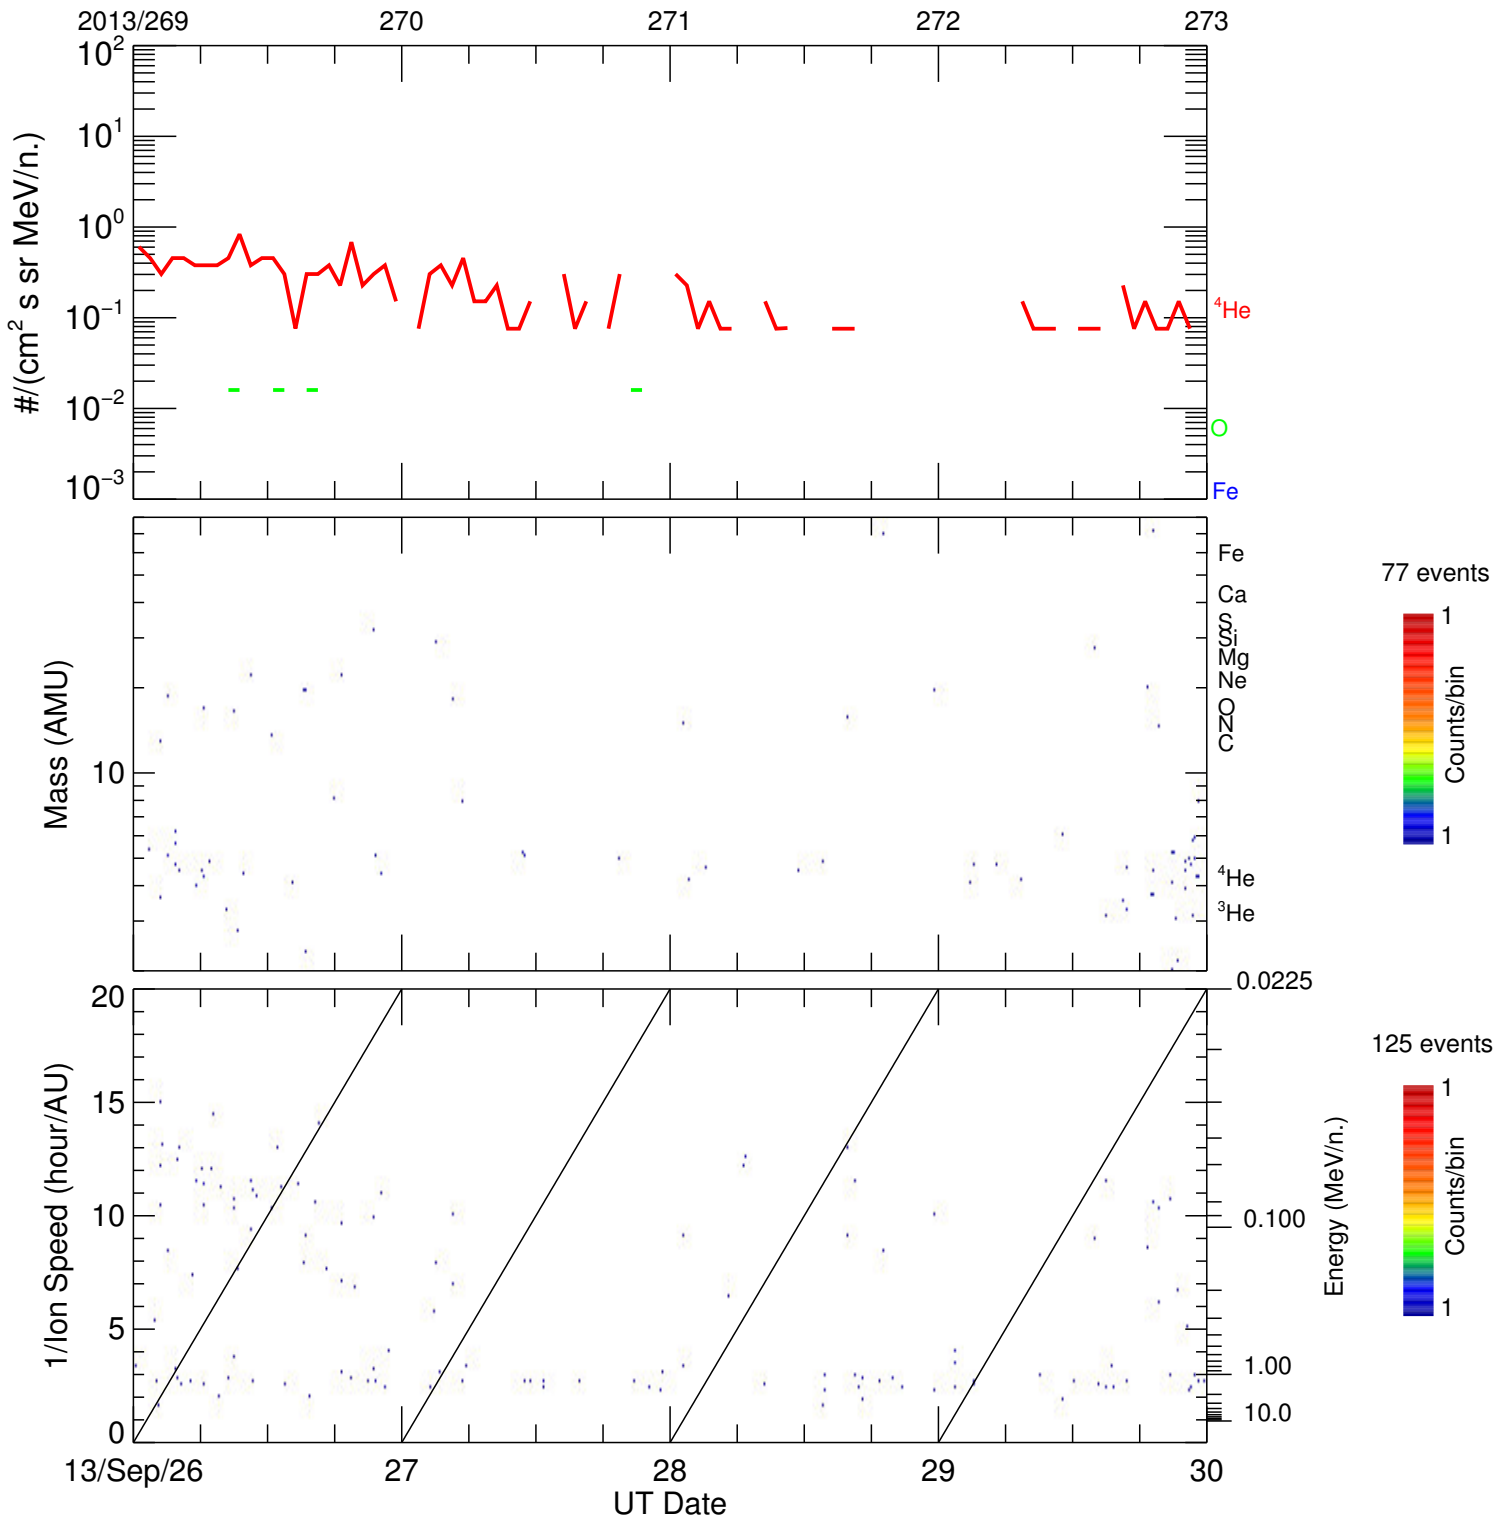 2013/269 270 271 272 273
10² 10¹ 10⁰ 10⁻¹ 10⁻² 10⁻³
#/(cm² s sr MeV/n.)
⁴He
O
Fe
Mass (AMU)
10
Fe
Ca
S
Si
Mg
Ne
O
N
C
⁴He
³He
77 events
1
Counts/bin
1
1/Ion Speed (hour/AU)
20
15
10
5
0
0.0225
0.100
1.00
10.0
Energy (MeV/n.)
125 events
1
Counts/bin
1
13/Sep/26 27 28 29 30
UT Date